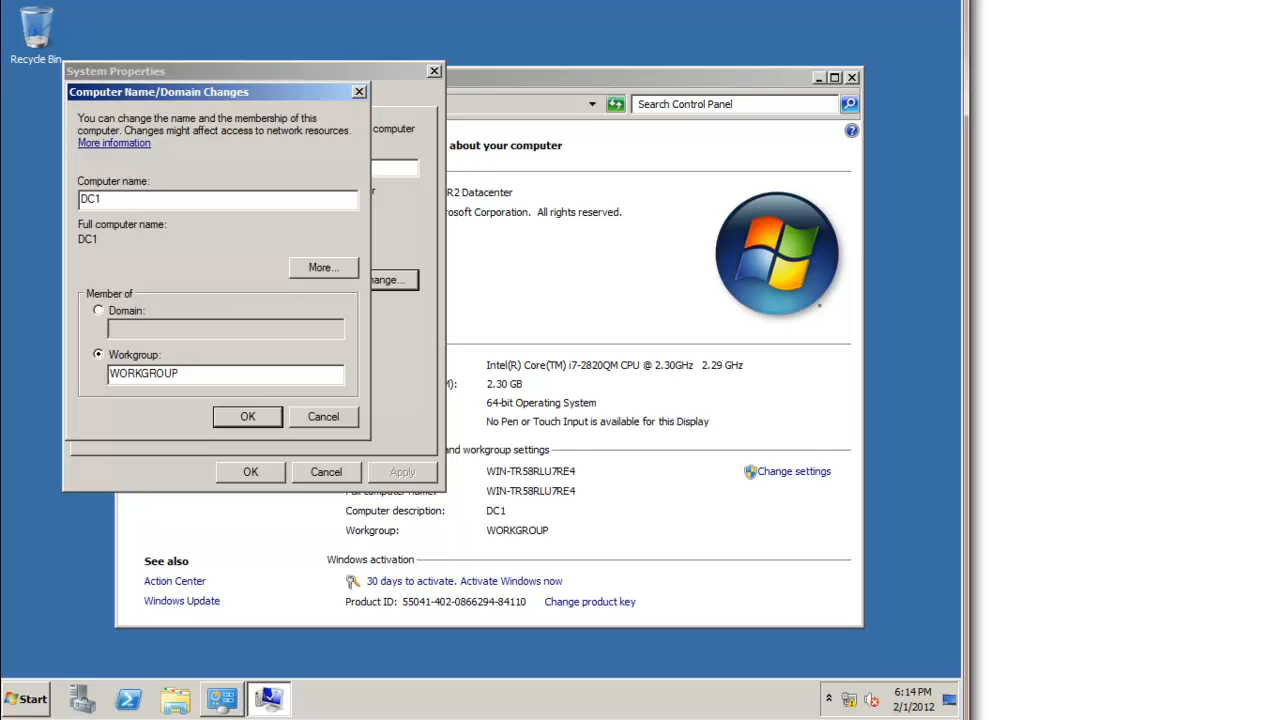 Recycle Bin
System Properties
Computer Name/Domain Changes
You can change the name and the membership of this
computer. Changes might affect access to network resources.
More information
Computer name:
DC1
Full computer name:
DC1
More...
Member of
Domain:
Workgroup:
WORKGROUP
OK
Cancel
computer
hange...
OK
Cancel
Apply
Search Control Panel
about your computer
R2 Datacenter
osoft Corporation. All rights reserved.
Intel(R) Core(TM) i7-2820QM CPU @ 2.30GHz 2.29 GHz
2.30 GB
64-bit Operating System
No Pen or Touch Input is available for this Display
and workgroup settings
WIN-TR58RLU7RE4
Change settings
WIN-TR58RLU7RE4
Computer description: DC1
Workgroup: WORKGROUP
Windows activation
30 days to activate. Activate Windows now
Product ID: 55041-402-0866294-84110 Change product key
See also
Action Center
Windows Update
Start
6:14 PM
2/1/2012